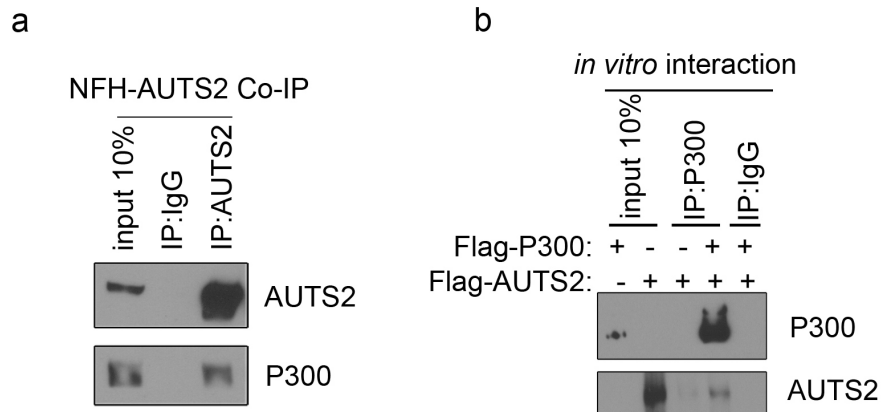 a
NFH-AUTS2 Co-IP
input 10%
IP:IgG
IP:AUTS2
AUTS2
P300
b
in vitro interaction
input 10%
IP:P300
IP:IgG
Flag-P300: + - - + +
Flag-AUTS2: - + + + +
P300
AUTS2